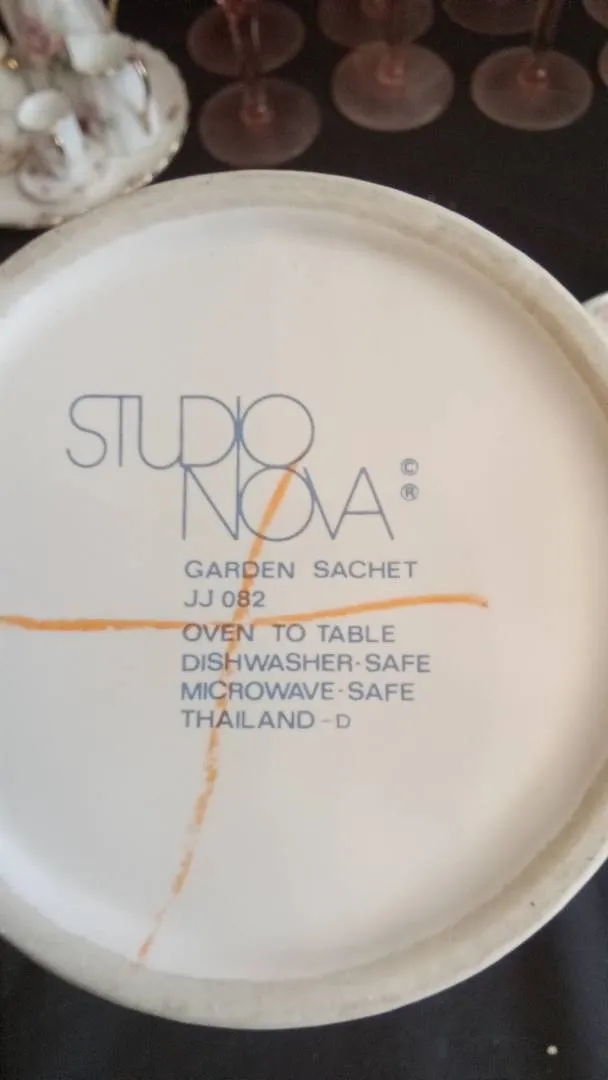 STUDIO
NOVA © ®
GARDEN SACHET
JJ 082
OVEN TO TABLE
DISHWASHER-SAFE
MICROWAVE-SAFE
THAILAND-D